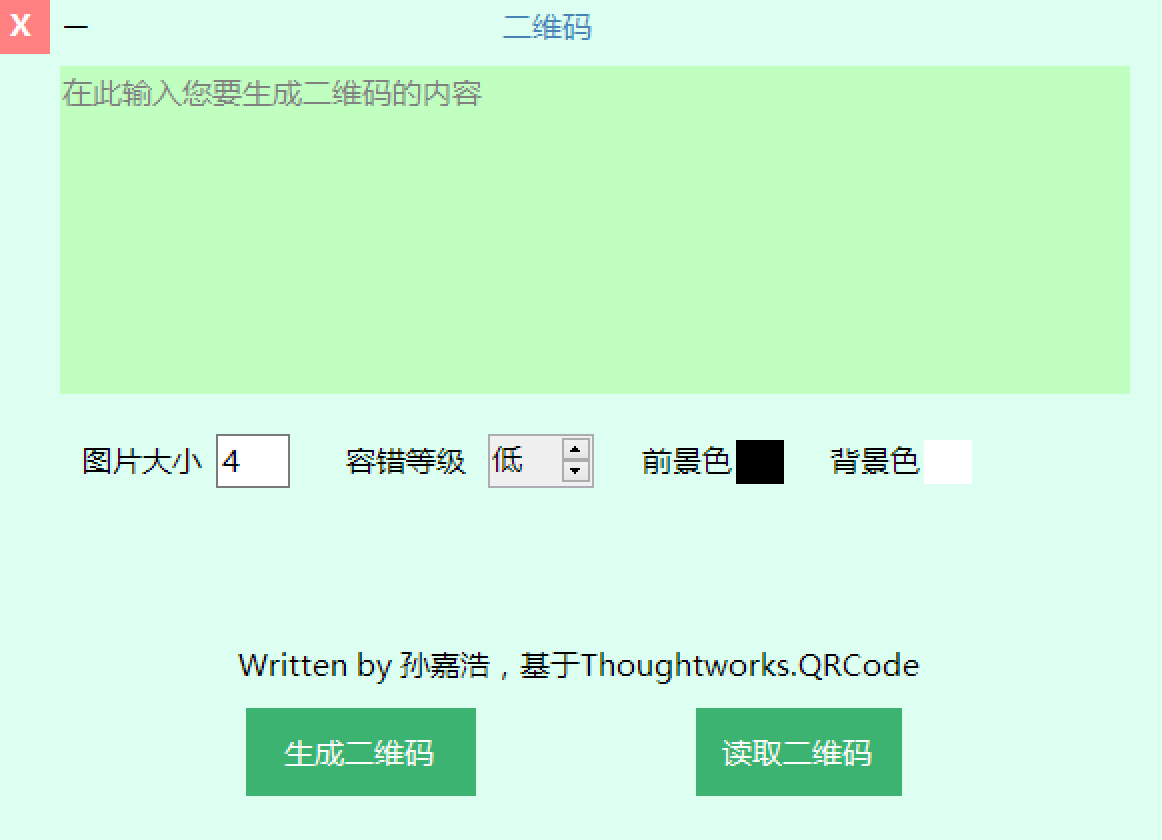 X — 二维码
在此输入您要生成二维码的内容
图片大小 4 容错等级 低 前景色 背景色
Written by 孙嘉浩，基于Thoughtworks.QRCode
生成二维码 读取二维码